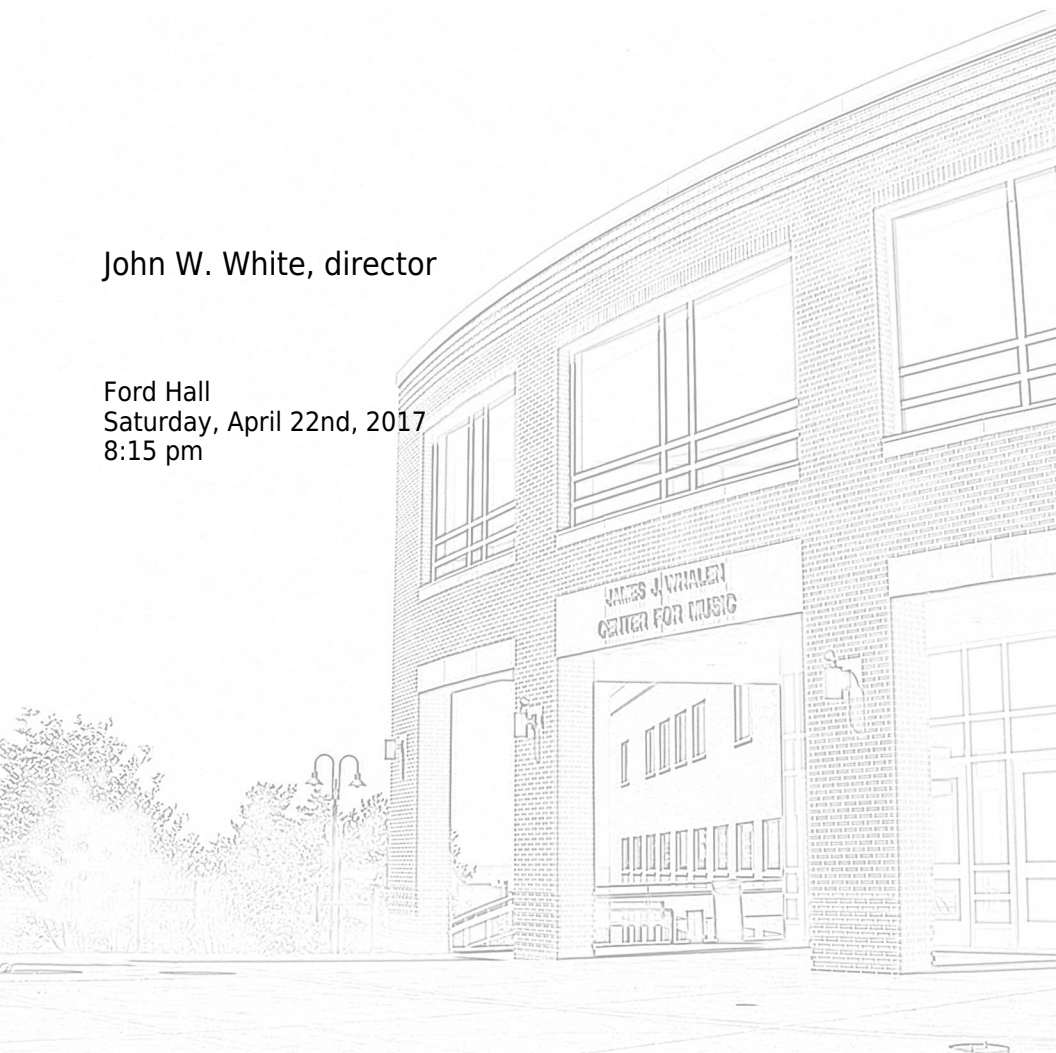 John W. White, director
Ford Hall
Saturday, April 22nd, 2017
8:15 pm
JAMES J. WHALEN
CENTER FOR MUSIC